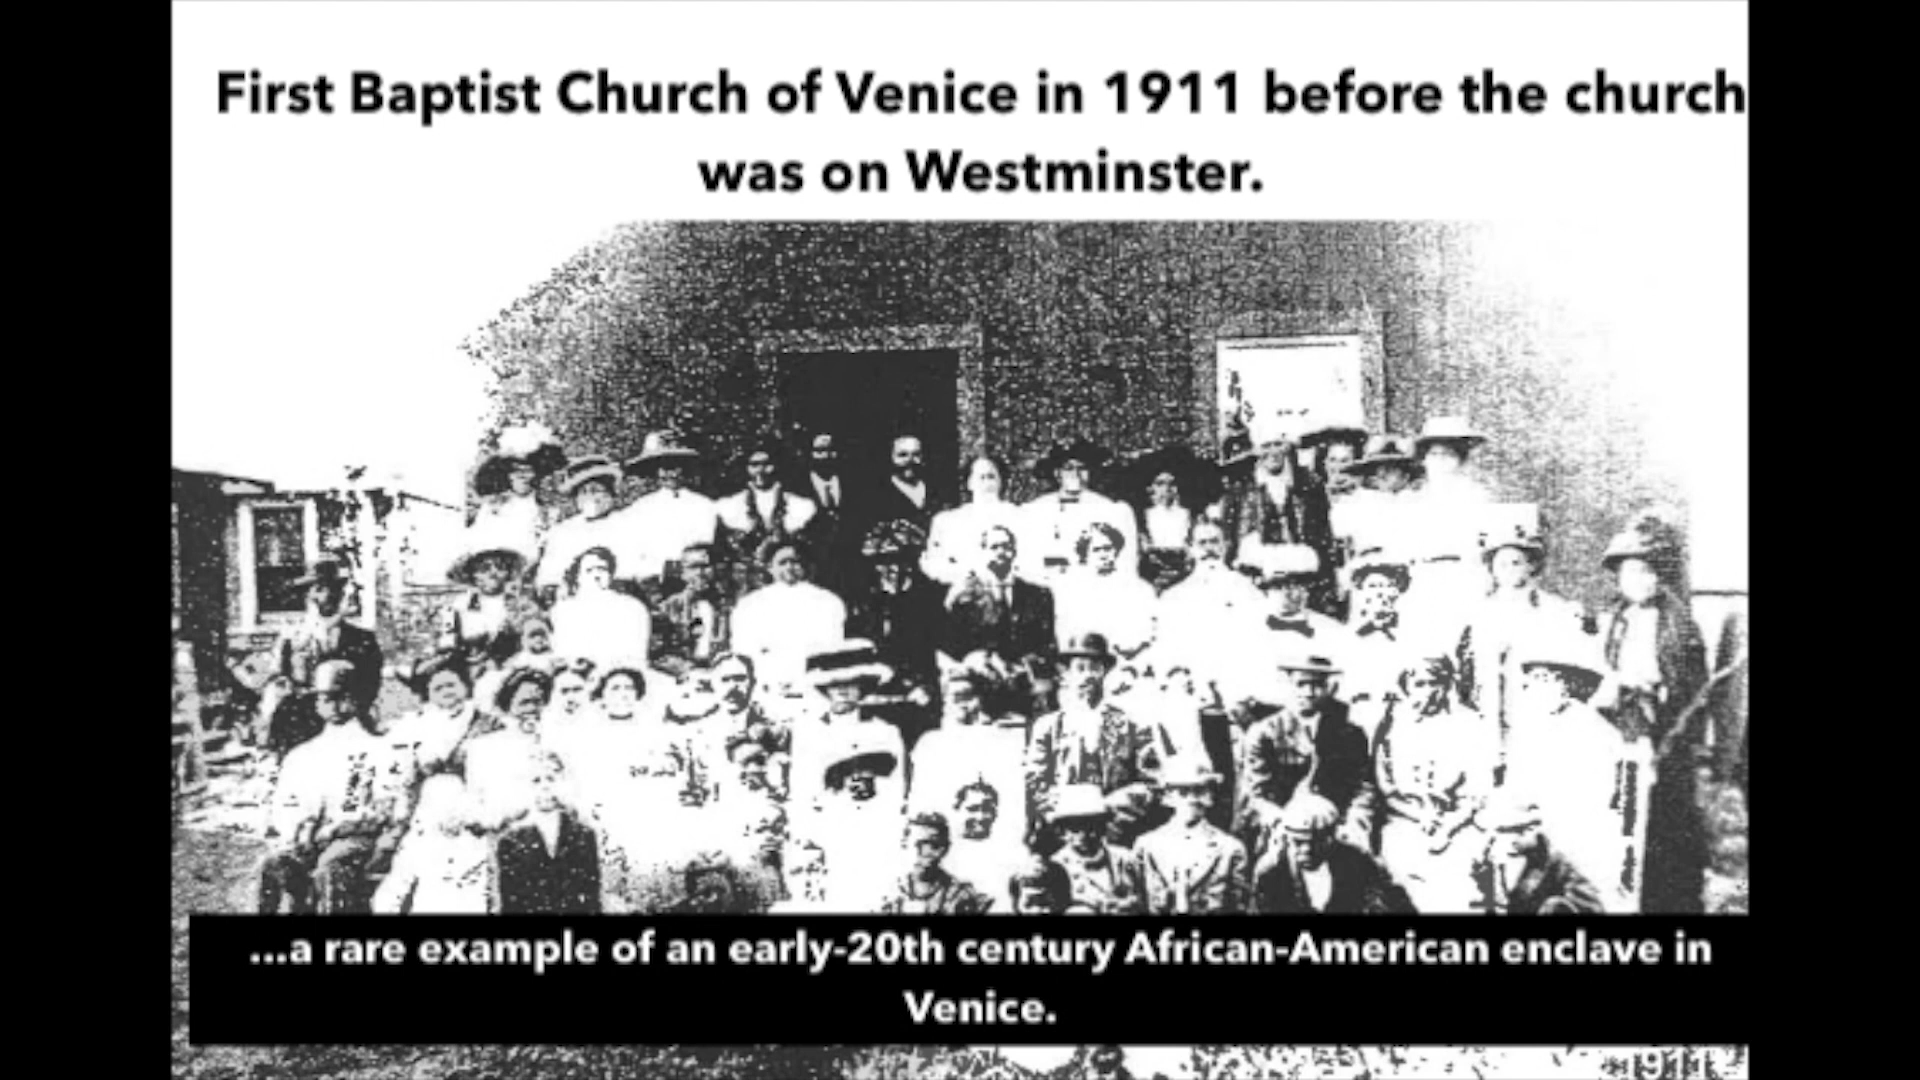 First Baptist Church of Venice in 1911 before the church
was on Westminster.
...a rare example of an early-20th century African-American enclave in
Venice.
1911